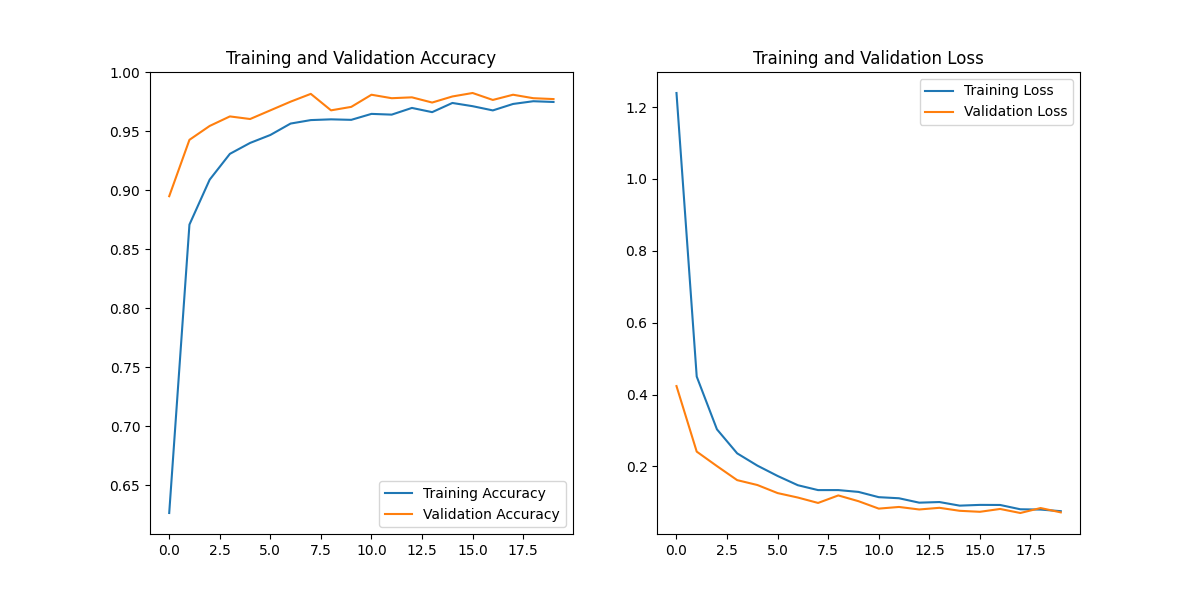 Training and Validation Accuracy
1.00
0.95
0.90
0.85
0.80
0.75
0.70
0.65
Training Accuracy
Validation Accuracy
0.0 2.5 5.0 7.5 10.0 12.5 15.0 17.5
Training and Validation Loss
Training Loss
Validation Loss
1.2
1.0
0.8
0.6
0.4
0.2
0.0 2.5 5.0 7.5 10.0 12.5 15.0 17.5